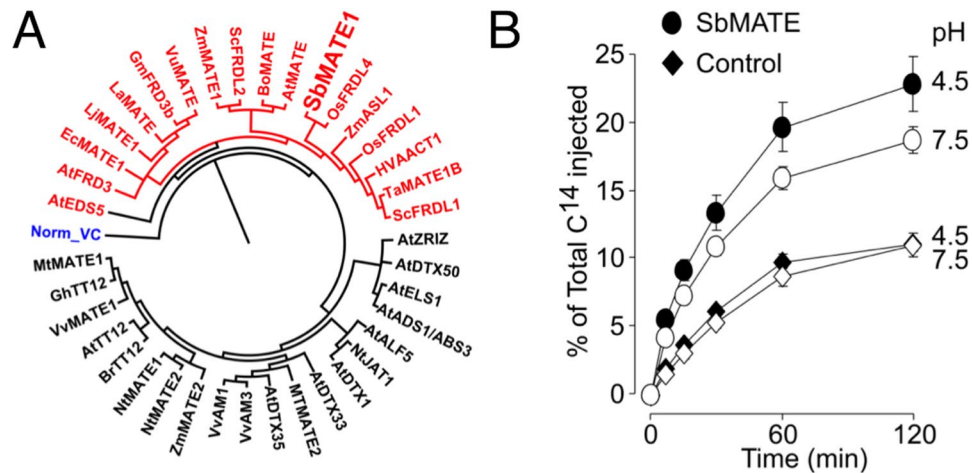 A
ZmMATE1
ScFRDL2
BoMATE
AtMATE
SbMATE1
OsFRDL4
ZmASL1
OsFRDL1
HVAACT1
TaMATE1B
ScFRDL1
AtZRIZ
AtDTX50
AtELS1
AtADS1/ABS3
AtALF5
NtJAT1
AtDTX1
AtDTX33
MTMATE2
AtDTX35
VvAM3
VvAM1
ZmMATE2
NtMATE2
NtMATE1
BrTT12
AtTT12
VvMATE1
GhTT12
MtMATE1
Norm_VC
AtEDS5
AtFRD3
EcMATE1
LjMATE1
LaMATE
GmFRD3b
VuMATE
B
SbMATE
Control
pH
4.5
7.5
4.5
7.5
% of Total C14 injected
25
20
15
10
5
0
0
60
120
Time (min)